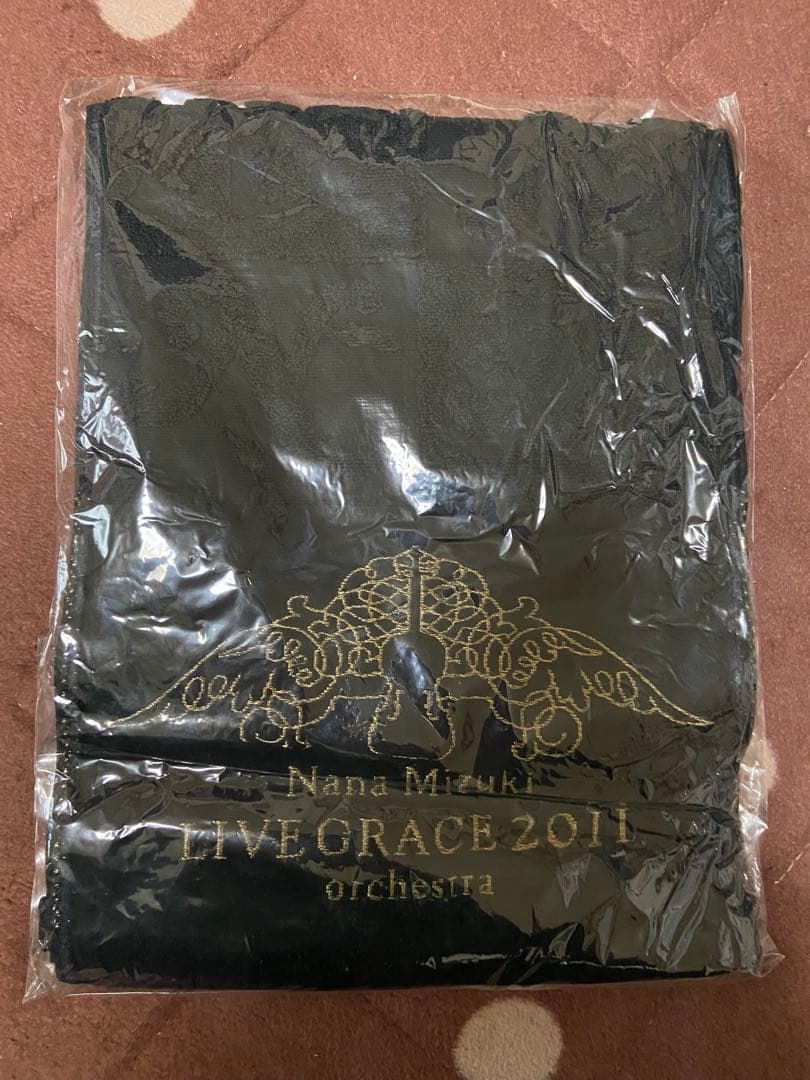 Nana Mizuki
LIVE GRACE 2011
orchestra